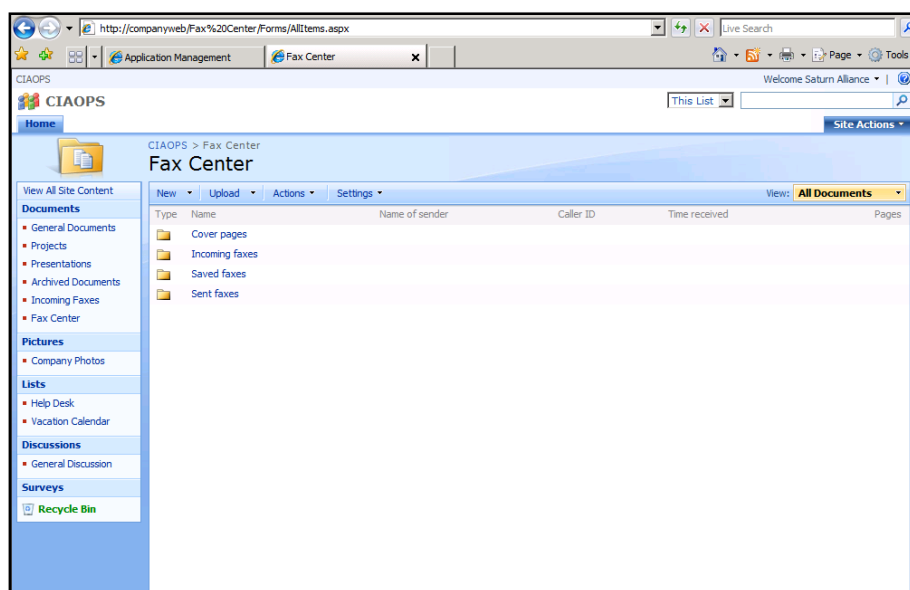 http://companyweb/Fax%20Center/Forms/AllItems.aspx
Live Search
Application Management
Fax Center
Page
Tools
CIAOPS
Welcome Saturn Alliance
CIAOPS
This List
Home
Site Actions
CIAOPS > Fax Center
Fax Center
View All Site Content
New
Upload
Actions
Settings
View:
All Documents
Documents
General Documents
Projects
Presentations
Archived Documents
Incoming Faxes
Fax Center
Pictures
Company Photos
Lists
Help Desk
Vacation Calendar
Discussions
General Discussion
Surveys
Recycle Bin
Type Name Name of sender Caller ID Time received Pages
Cover pages
Incoming faxes
Saved faxes
Sent faxes